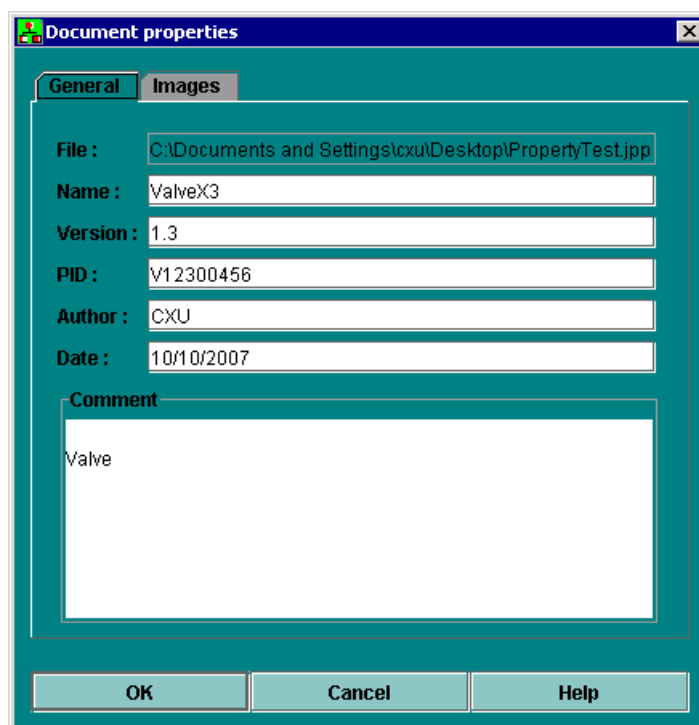 Document properties
General Images
File : C:\Documents and Settings\cxu\Desktop\PropertyTest.jpp
Name : ValveX3
Version : 1.3
PID : V12300456
Author : CXU
Date : 10/10/2007
Comment
Valve
OK Cancel Help